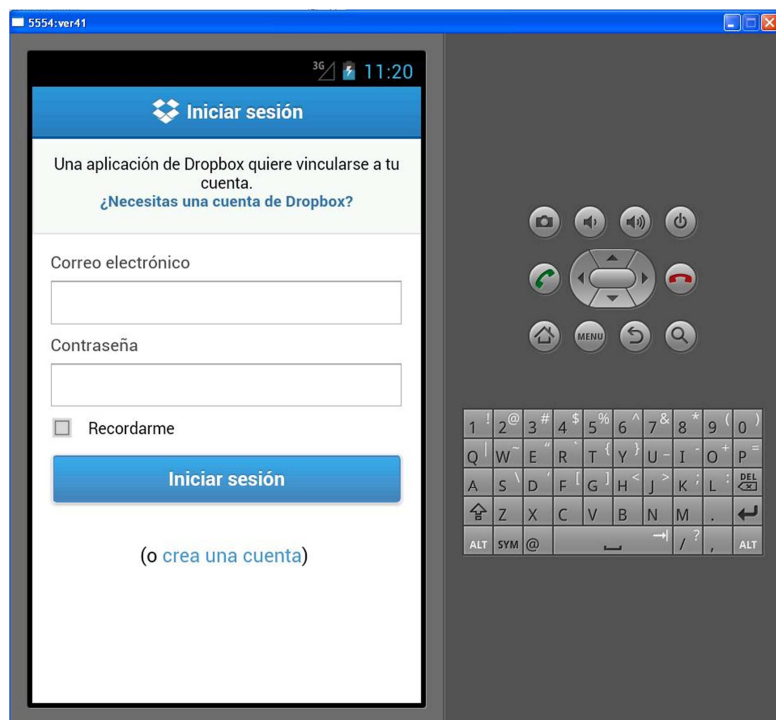 5554:ver41
3G 11:20
Iniciar sesión
Una aplicación de Dropbox quiere vincularse a tu
cuenta.
¿Necesitas una cuenta de Dropbox?
Correo electrónico
Contraseña
Recordarme
Iniciar sesión
(o crea una cuenta)
MENU
1 ! 2 @ 3 # 4 $ 5 % 6 ^ 7 & 8 * 9 ( 0 )
Q | W ~ E " R ` T { Y } U _ I - O + P =
A S \ D ' F [ G ] H < J > K ; L : DEL
Z X C V B N M .
ALT SYM @ / ? , ALT